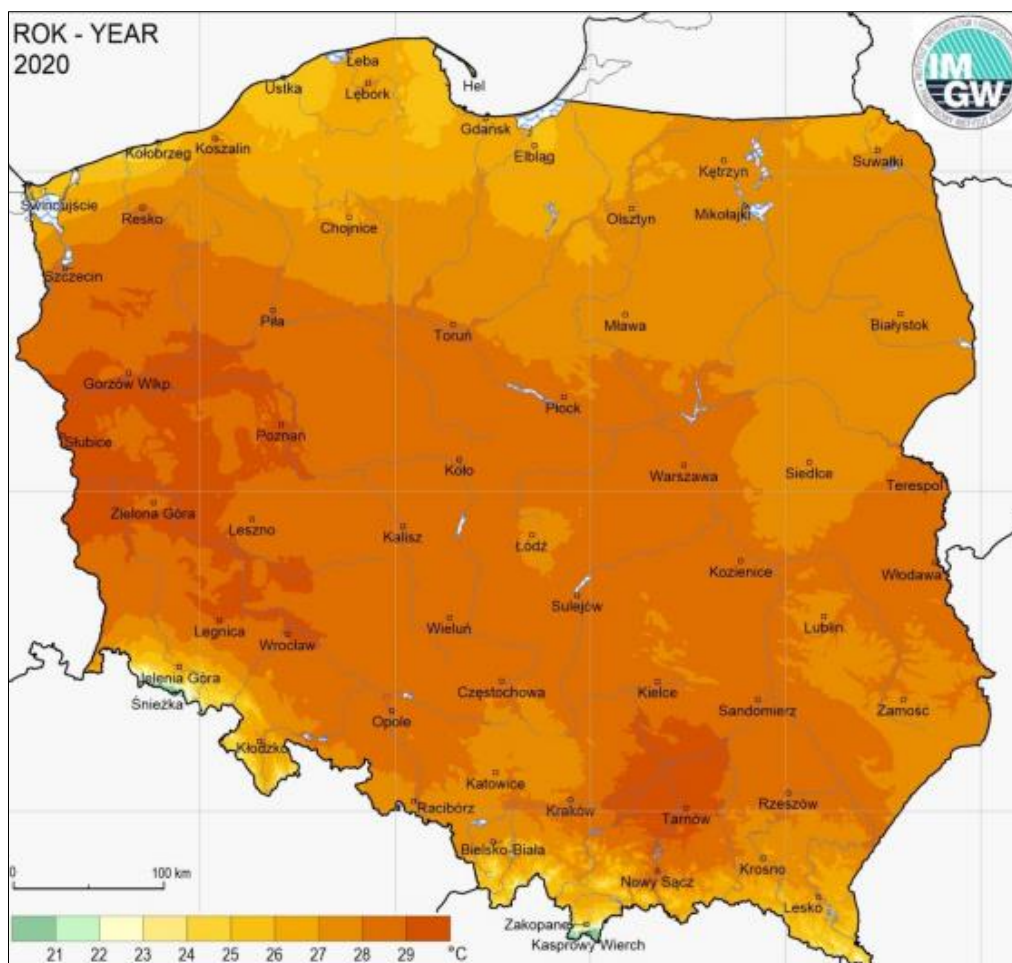 ROK - YEAR
2020
IMGW
Łeba
Hel
Ustka
Lębork
Gdańsk
Koszalin
Kołobrzeg
Elbląg
Suwałki
Kętrzyn
Świnoujście
Resko
Olsztyn
Mikołajki
Chojnice
Szczecin
Piła
Toruń
Mława
Białystok
Gorzów Wlkp.
Płock
Słubice
Poznań
Koło
Warszawa
Siedlce
Terespol
Zielona Góra
Leszno
Kalisz
Łódź
Kozienice
Włodawa
Sulejów
Legnica
Wrocław
Wieluń
Lublin
Jelenia Góra
Śnieżka
Częstochowa
Kielce
Sandomierz
Zamość
Opole
Kłodzko
Katowice
Racibórz
Kraków
Tarnów
Rzeszów
Bielsko-Biała
Nowy Sącz
Krosno
Lesko
0 100 km
Zakopane
Kasprowy Wierch
21 22 23 24 25 26 27 28 29 °C